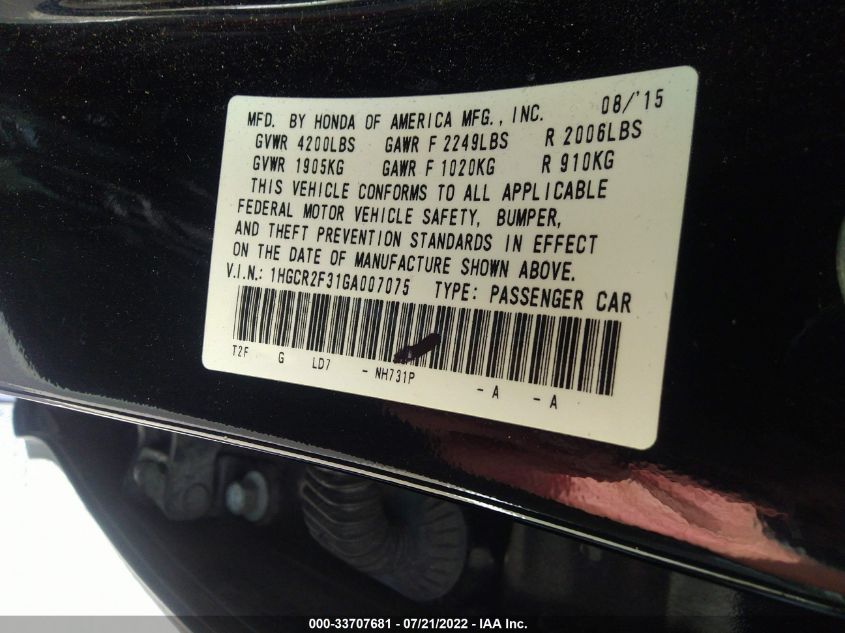 MFD. BY HONDA OF AMERICA MFG., INC. 08/'15
GVWR 4200LBS GAWR F 2249LBS R 2006LBS
GVWR 1905KG GAWR F 1020KG R 910KG
THIS VEHICLE CONFORMS TO ALL APPLICABLE
FEDERAL MOTOR VEHICLE SAFETY, BUMPER,
AND THEFT PREVENTION STANDARDS IN EFFECT
ON THE DATE OF MANUFACTURE SHOWN ABOVE.
V.I.N.: 1HGCR2F31GA007075 TYPE: PASSENGER CAR
T2F G LD7 - NH731P - A - A
000-33707681 / 07/21/2022 - IAA Inc.